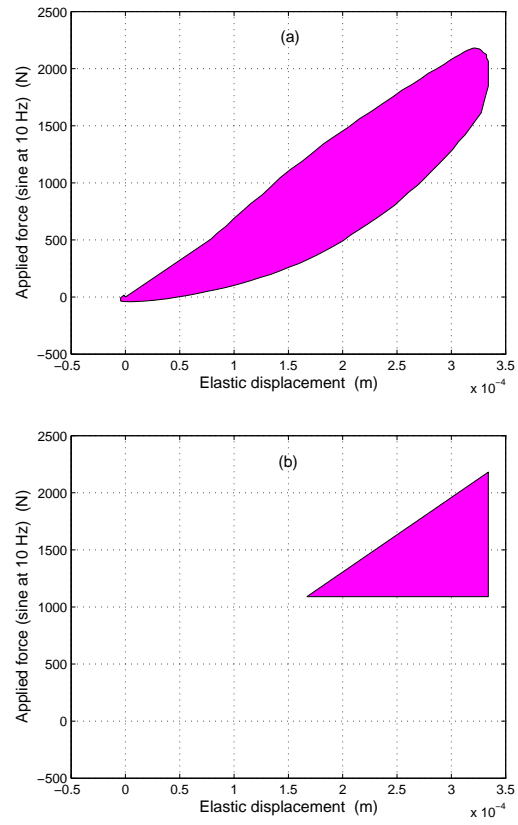 (a)
Applied force (sine at 10 Hz) (N)
2500
2000
1500
1000
500
0
−500
−0.5 0 0.5 1 1.5 2 2.5 3 3.5
Elastic displacement (m)
x 10⁻⁴
(b)
Applied force (sine at 10 Hz) (N)
2500
2000
1500
1000
500
0
−500
−0.5 0 0.5 1 1.5 2 2.5 3 3.5
Elastic displacement (m)
x 10⁻⁴